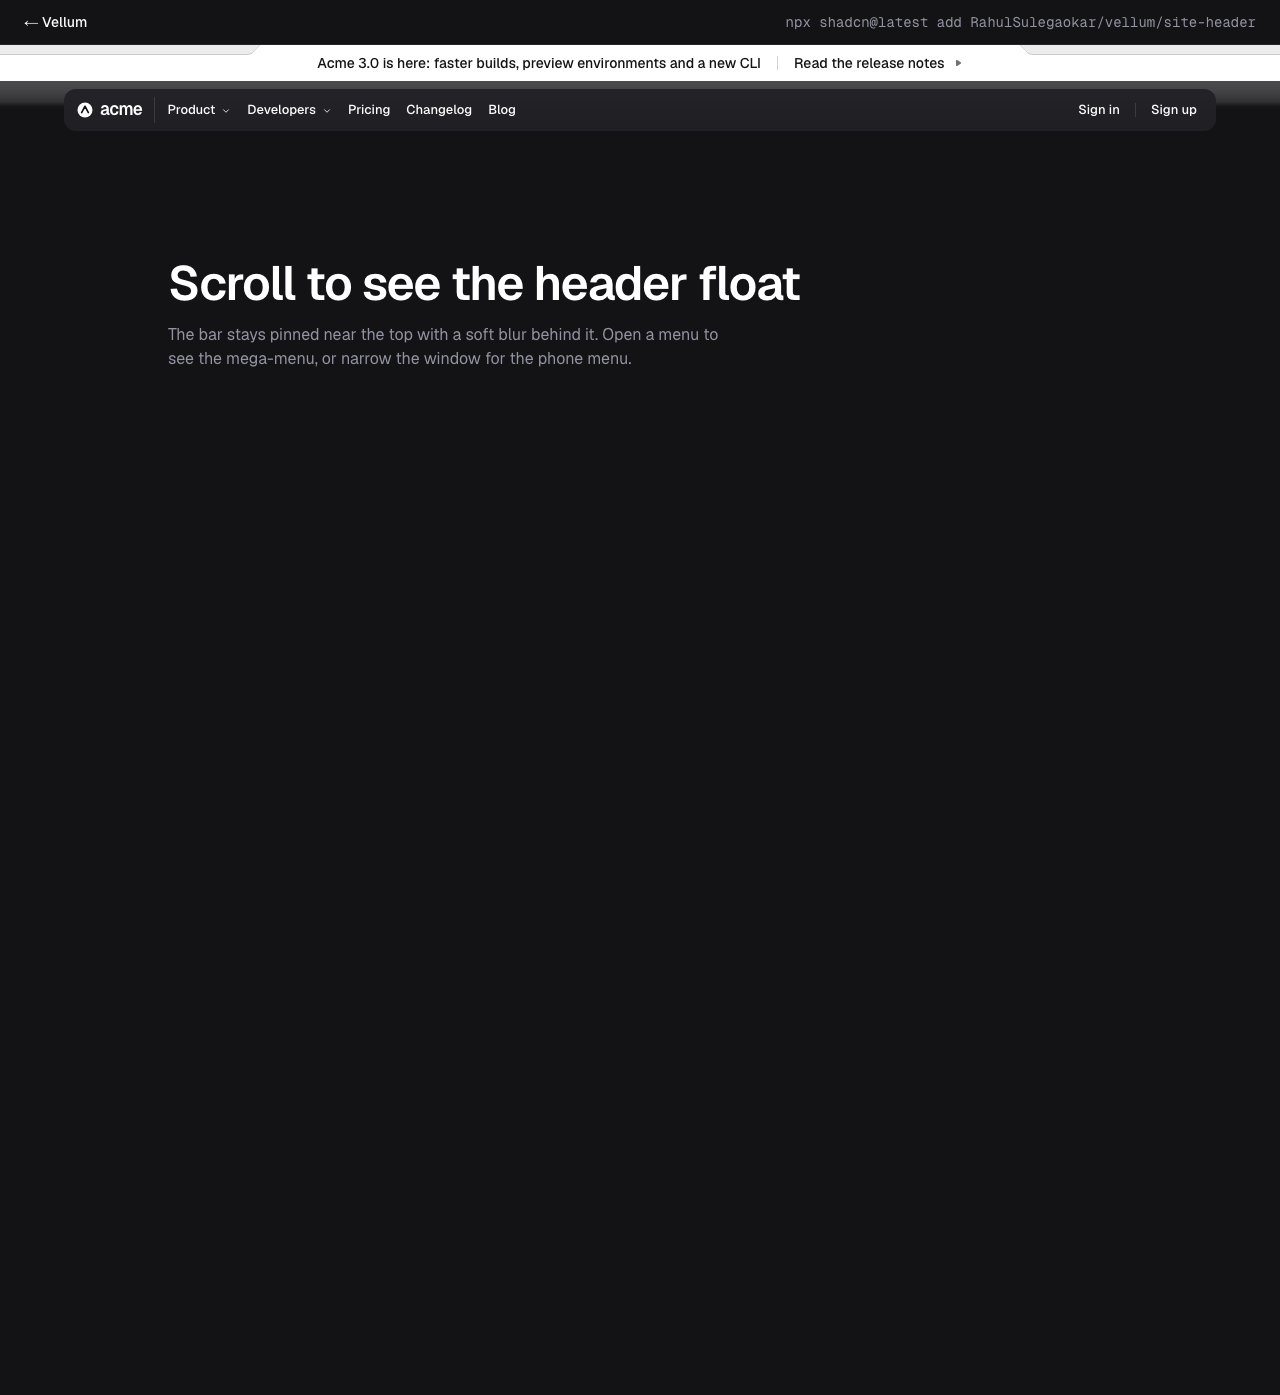 ← Vellum
npx shadcn@latest add RahulSulegaokar/vellum/site-header
Acme 3.0 is here: faster builds, preview environments and a new CLI
Read the release notes
acme
Product
Developers
Pricing
Changelog
Blog
Sign in
Sign up
Scroll to see the header float
The bar stays pinned near the top with a soft blur behind it. Open a menu to
see the mega-menu, or narrow the window for the phone menu.